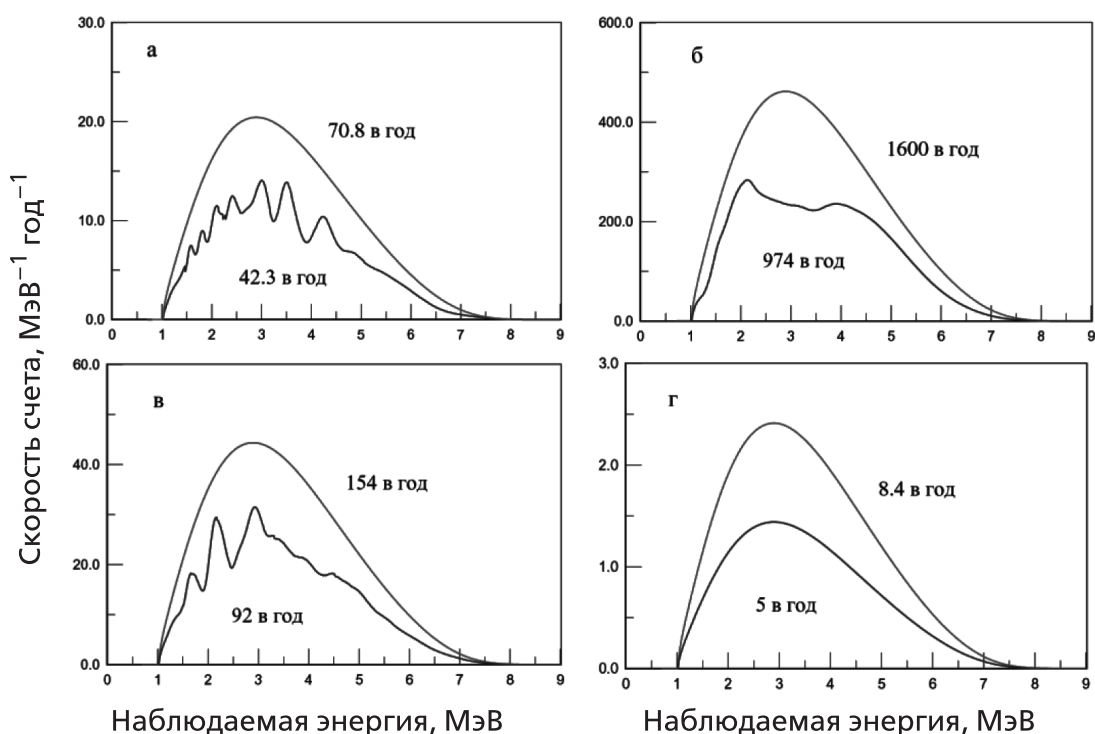 Скорость счета, МэВ⁻¹ год⁻¹
30.0
20.0
10.0
0.0
а
70.8 в год
42.3 в год
0 1 2 3 4 5 6 7 8 9
600.0
400.0
200.0
0.0
б
1600 в год
974 в год
0 1 2 3 4 5 6 7 8 9
60.0
40.0
20.0
0.0
в
154 в год
92 в год
0 1 2 3 4 5 6 7 8 9
Наблюдаемая энергия, МэВ
3.0
2.0
1.0
0.0
г
8.4 в год
5 в год
0 1 2 3 4 5 6 7 8 9
Наблюдаемая энергия, МэВ